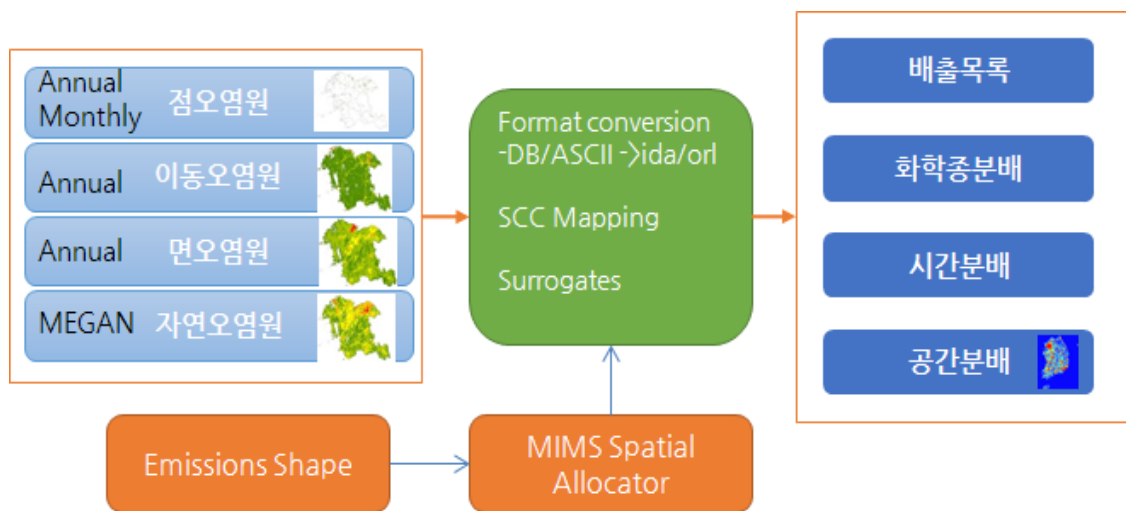 Annual
Monthly
점오염원
Annual
이동오염원
Annual
면오염원
MEGAN
자연오염원
Format conversion
-DB/ASCII ->ida/orl
SCC Mapping
Surrogates
배출목록
화학종분배
시간분배
공간분배
Emissions Shape
MIMS Spatial
Allocator